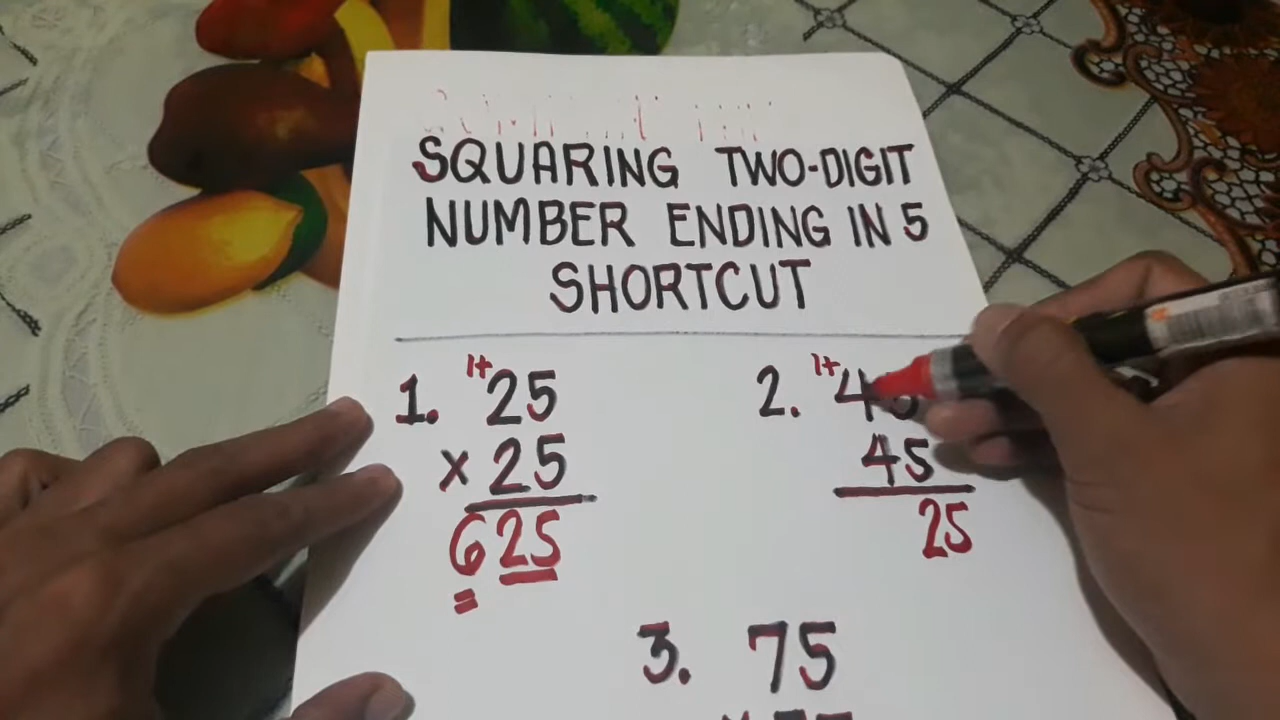 SQUARING TWO-DIGIT
NUMBER ENDING IN 5
SHORTCUT
1. 1+ 25
× 25
625
2. 1+ 4
45
25
3. 75